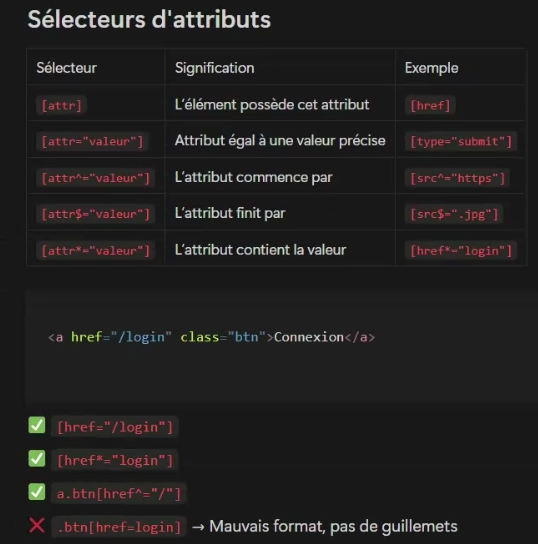 Sélecteurs d'attributs
Sélecteur Signification Exemple
[attr] L'élément possède cet attribut [href]
[attr="valeur"] Attribut égal à une valeur précise [type="submit"]
[attr^="valeur"] L'attribut commence par [src^="https"]
[attr$="valeur"] L'attribut finit par [src$=".jpg"]
[attr*="valeur"] L'attribut contient la valeur [href*="login"]
<a href="/login" class="btn">Connexion</a>
✅ [href="/login"]
✅ [href*="login"]
✅ a.btn[href^="/"]
❌ .btn[href=login] → Mauvais format, pas de guillemets